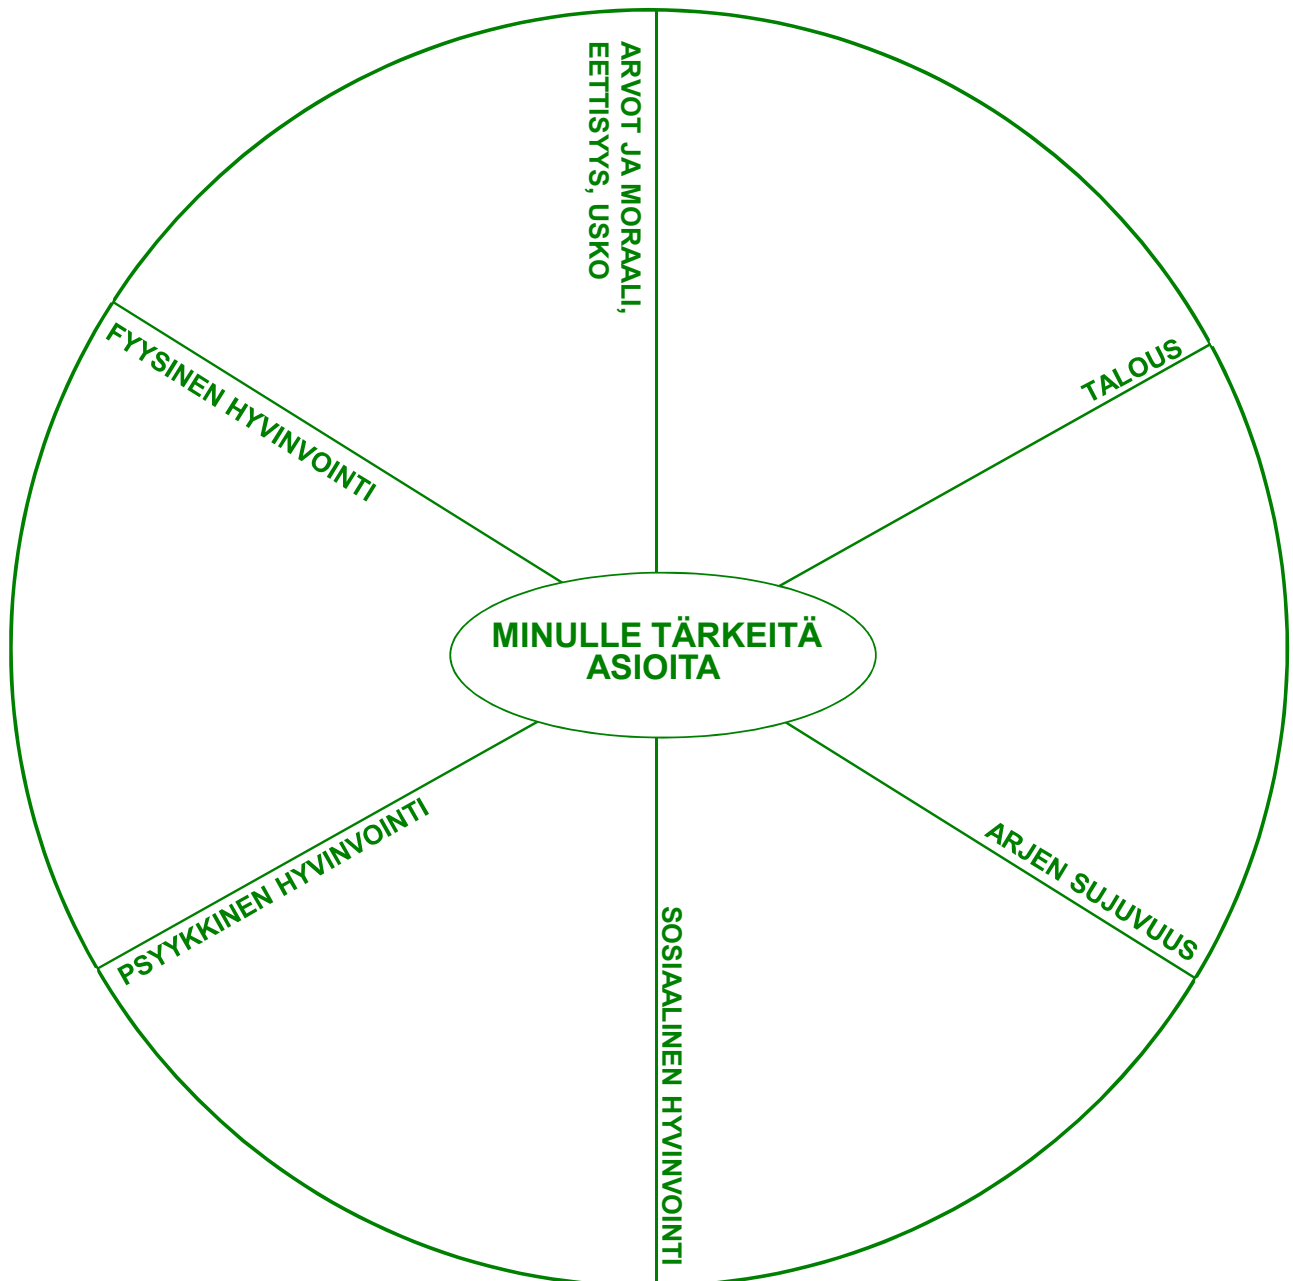 ARVOT JA MORAALI,
EETTISYYS, USKO
TALOUS
FYYSINEN HYVINVOINTI
MINULLE TÄRKEITÄ
ASIOITA
PSYYKKINEN HYVINVOINTI
ARJEN SUJUVUUS
SOSIAALINEN HYVINVOINTI